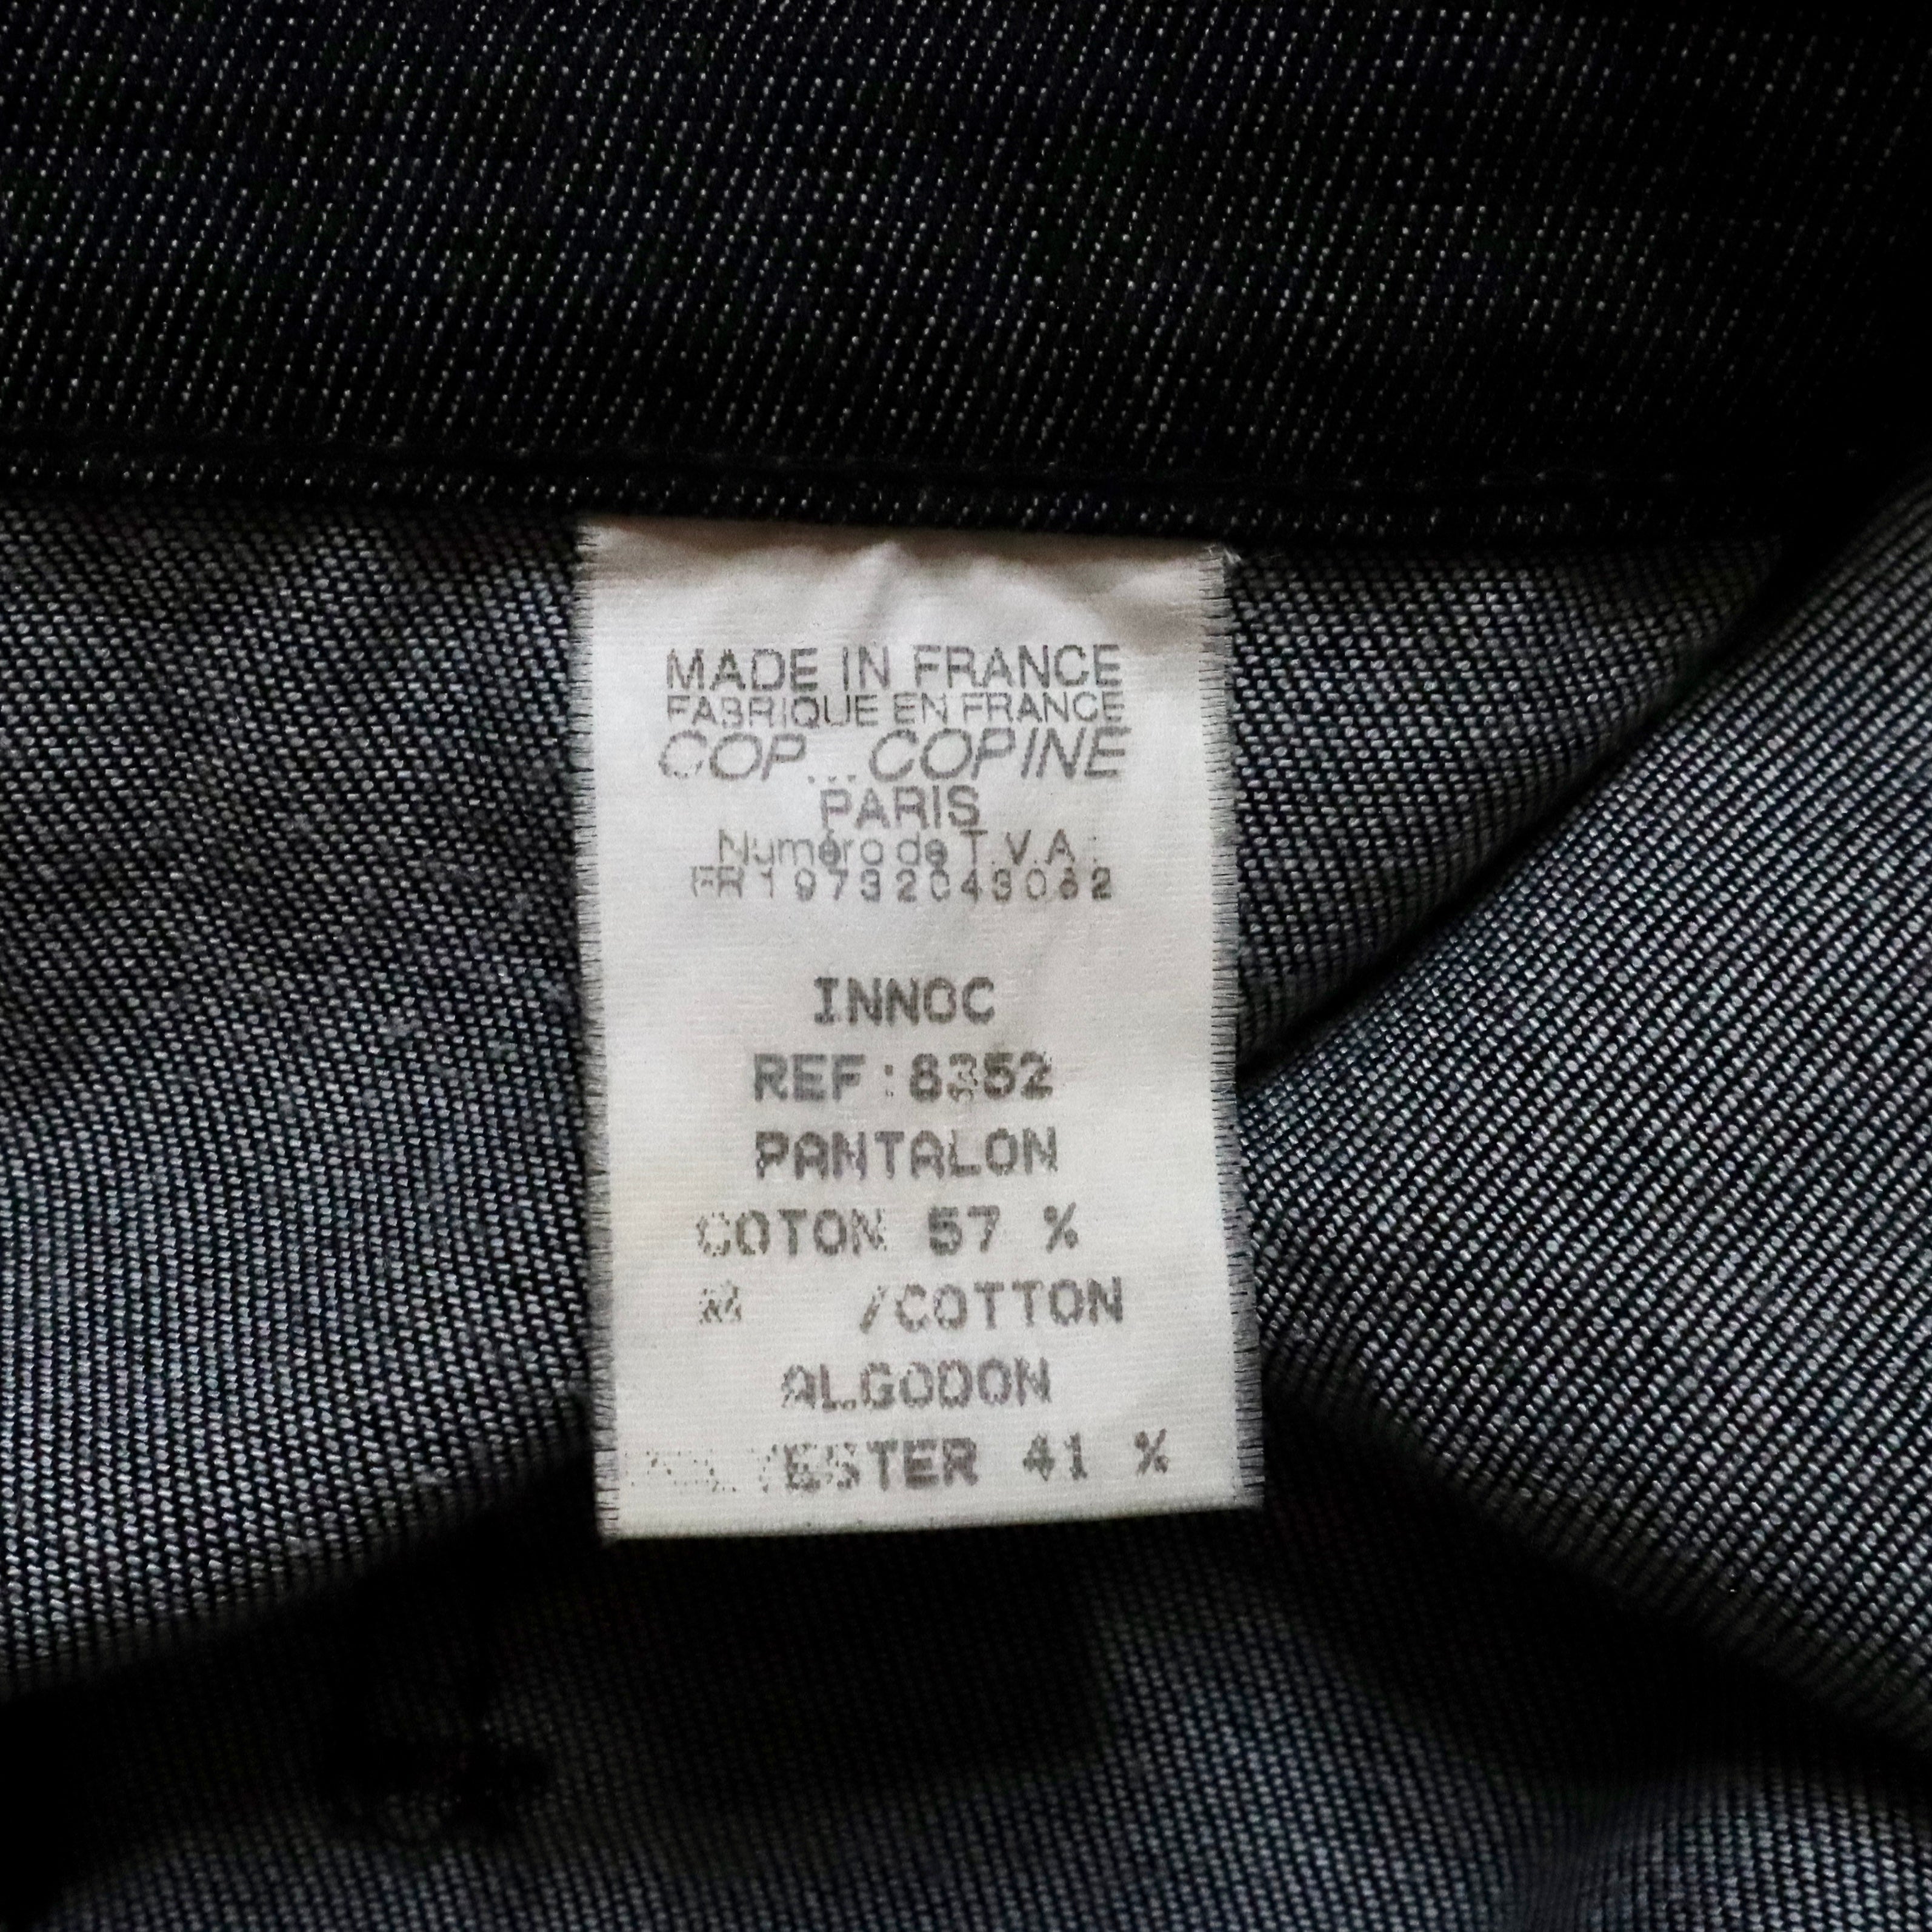 MADE IN FRANCE
FABRIQUE EN FRANCE
COP...COPINE
PARIS
Numéro de T.V.A :
INNOC
REF:8352
PANTALON
COTON 57 %
/COTTON
ALGODON
POLYESTER 41 %